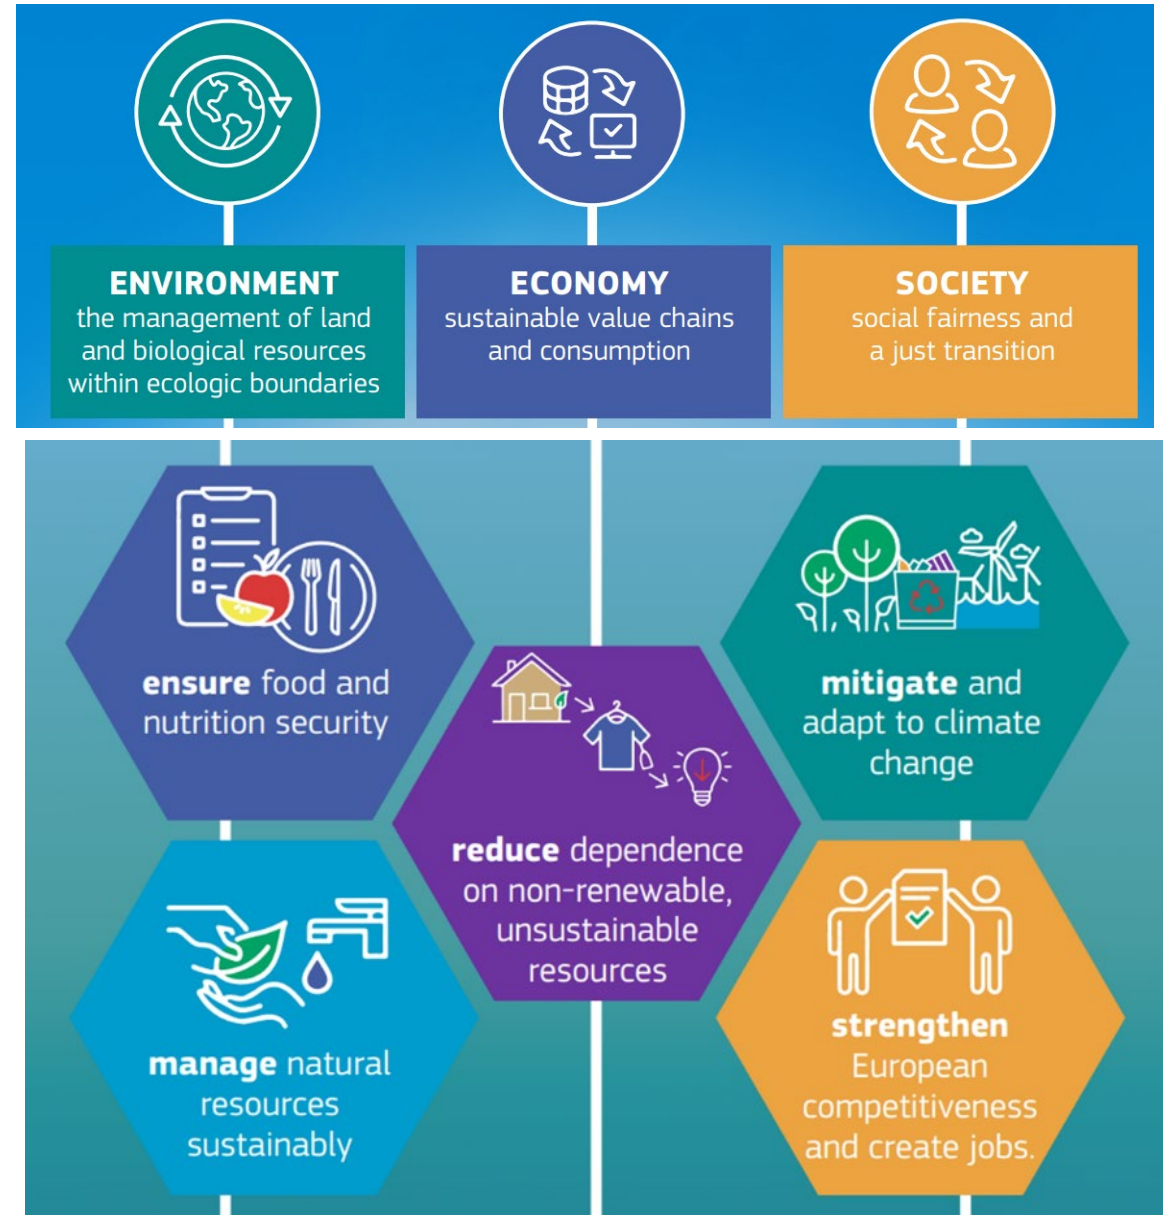 ENVIRONMENT
the management of land
and biological resources
within ecologic boundaries
ECONOMY
sustainable value chains
and consumption
SOCIETY
social fairness and
a just transition
ensure food and
nutrition security
mitigate and
adapt to climate
change
reduce dependence
on non-renewable,
unsustainable
resources
manage natural
resources
sustainably
strengthen
European
competitiveness
and create jobs.